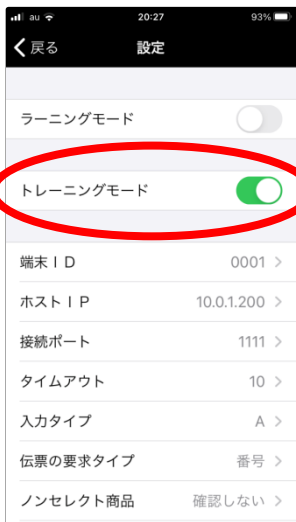 au 20:27 93%
戻る 設定
ラーニングモード
トレーニングモード
端末ID 0001
ホストIP 10.0.1.200
接続ポート 1111
タイムアウト 10
入力タイプ A
伝票の要求タイプ 番号
ノンセレクト商品 確認しない